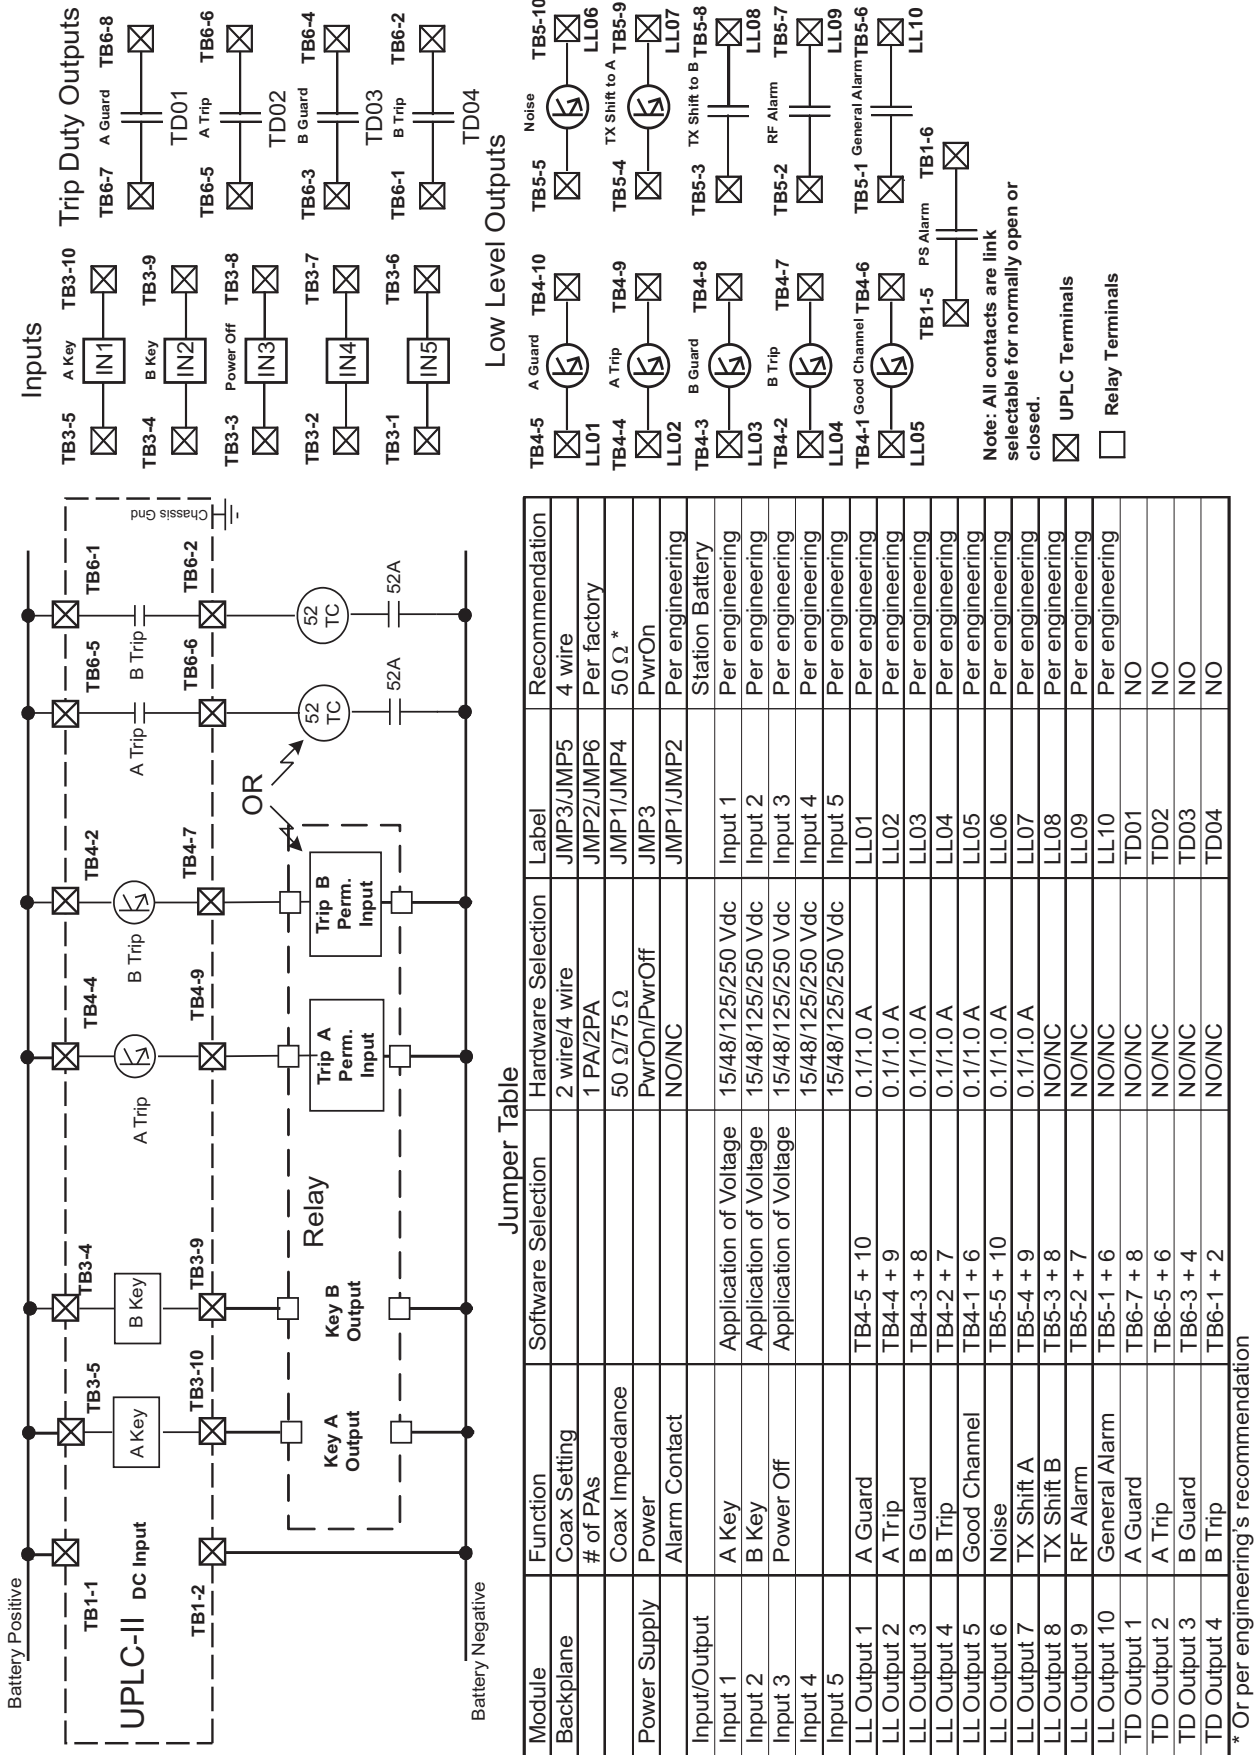 Battery Positive
UPLC-II
DC Input
TB1-1
TB1-2
TB3-5
A Key
TB3-10
TB3-4
B Key
TB3-9
TB4-4
A Trip
TB4-9
TB4-2
B Trip
TB4-7
TB6-5
A Trip
TB6-6
TB6-1
B Trip
TB6-2
Chassis Gnd
Relay
Key A
Output
Key B
Output
Trip A
Perm.
Input
Trip B
Perm.
Input
OR
52
TC
52A
52
TC
52A
Battery Negative
Inputs
TB3-5 A Key TB3-10
IN1
TB3-4 B Key TB3-9
IN2
TB3-3 Power Off TB3-8
IN3
TB3-2 TB3-7
IN4
TB3-1 TB3-6
IN5
Trip Duty Outputs
TB6-7 A Guard TB6-8
TD01
TB6-5 A Trip TB6-6
TD02
TB6-3 B Guard TB6-4
TD03
TB6-1 B Trip TB6-2
TD04
Low Level Outputs
TB4-5 A Guard TB4-10
LL01
TB4-4 A Trip TB4-9
LL02
TB4-3 B Guard TB4-8
LL03
TB4-2 B Trip TB4-7
LL04
TB4-1 Good Channel TB4-6
LL05
TB5-5 Noise TB5-10
LL06
TB5-4 TX Shift to A TB5-9
LL07
TB5-3 TX Shift to B TB5-8
LL08
TB5-2 RF Alarm TB5-7
LL09
TB5-1 General Alarm TB5-6
LL10
TB1-5 PS Alarm TB1-6
Note: All contacts are link
selectable for normally open or
closed.
UPLC Terminals
Relay Terminals
Jumper Table
Module Function Software Selection Hardware Selection Label Recommendation
Backplane Coax Setting 2 wire/4 wire JMP3/JMP5 4 wire
# of PAs 1 PA/2PA JMP2/JMP6 Per factory
Coax Impedance 50 Ω/75 Ω JMP1/JMP4 50 Ω *
Power Supply Power PwrOn/PwrOff JMP3 PwrOn
Alarm Contact NO/NC JMP1/JMP2 Per engineering
Input/Output Station Battery
Input 1 A Key Application of Voltage 15/48/125/250 Vdc Input 1 Per engineering
Input 2 B Key Application of Voltage 15/48/125/250 Vdc Input 2 Per engineering
Input 3 Power Off Application of Voltage 15/48/125/250 Vdc Input 3 Per engineering
Input 4 15/48/125/250 Vdc Input 4 Per engineering
Input 5 15/48/125/250 Vdc Input 5 Per engineering
LL Output 1 A Guard TB4-5 + 10 0.1/1.0 A LL01 Per engineering
LL Output 2 A Trip TB4-4 + 9 0.1/1.0 A LL02 Per engineering
LL Output 3 B Guard TB4-3 + 8 0.1/1.0 A LL03 Per engineering
LL Output 4 B Trip TB4-2 + 7 0.1/1.0 A LL04 Per engineering
LL Output 5 Good Channel TB4-1 + 6 0.1/1.0 A LL05 Per engineering
LL Output 6 Noise TB5-5 + 10 0.1/1.0 A LL06 Per engineering
LL Output 7 TX Shift A TB5-4 + 9 0.1/1.0 A LL07 Per engineering
LL Output 8 TX Shift B TB5-3 + 8 NO/NC LL08 Per engineering
LL Output 9 RF Alarm TB5-2 + 7 NO/NC LL09 Per engineering
LL Output 10 General Alarm TB5-1 + 6 NO/NC LL10 Per engineering
TD Output 1 A Guard TB6-7 + 8 NO/NC TD01 NO
TD Output 2 A Trip TB6-5 + 6 NO/NC TD02 NO
TD Output 3 B Guard TB6-3 + 4 NO/NC TD03 NO
TD Output 4 B Trip TB6-1 + 2 NO/NC TD04 NO
* Or per engineering's recommendation